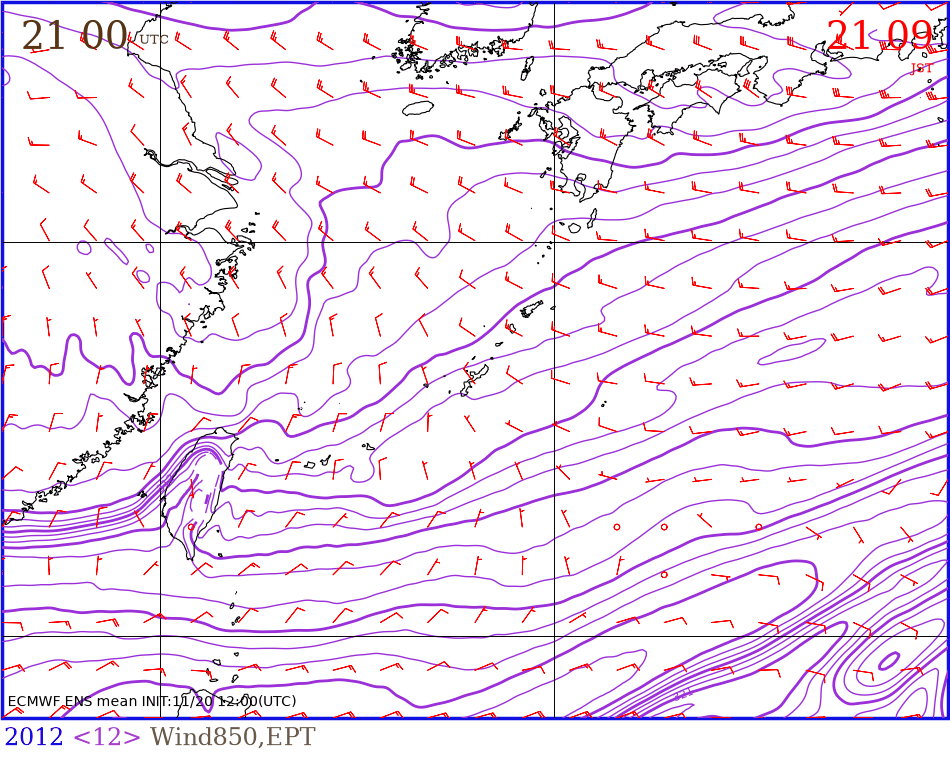 21 00 UTC
21 09
JST
ECMWF ENS mean INIT:11/20 12:00(UTC)
2012 <12> Wind850,EPT